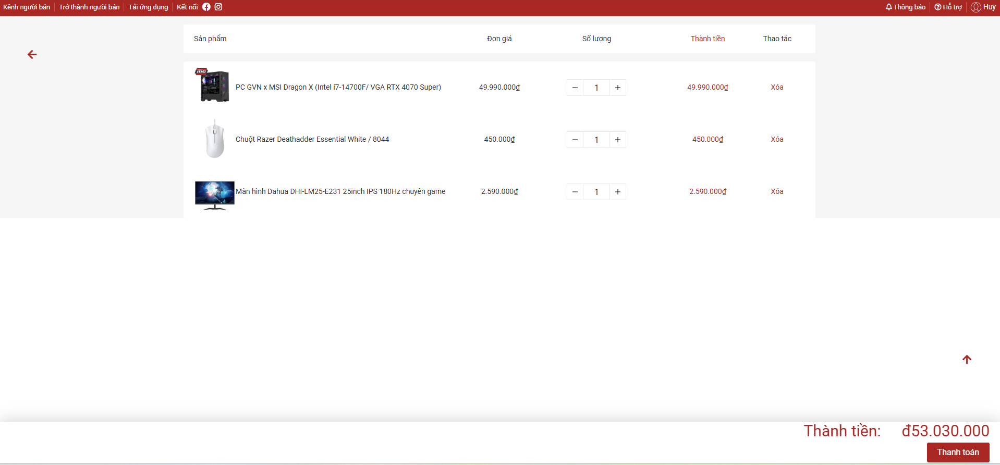 Kênh người bán Trở thành người bán Tải ứng dụng Kết nối Thông báo Hỗ trợ Huy
Sản phẩm Đơn giá Số lượng Thành tiền Thao tác
msi
PC GVN x MSI Dragon X (Intel i7-14700F/ VGA RTX 4070 Super) 49.990.000₫ 1 49.990.000₫ Xóa
Chuột Razer Deathadder Essential White / 8044 450.000₫ 1 450.000₫ Xóa
Màn hình Dahua DHI-LM25-E231 25inch IPS 180Hz chuyên game 2.590.000₫ 1 2.590.000₫ Xóa
Thành tiền: đ53.030.000
Thanh toán